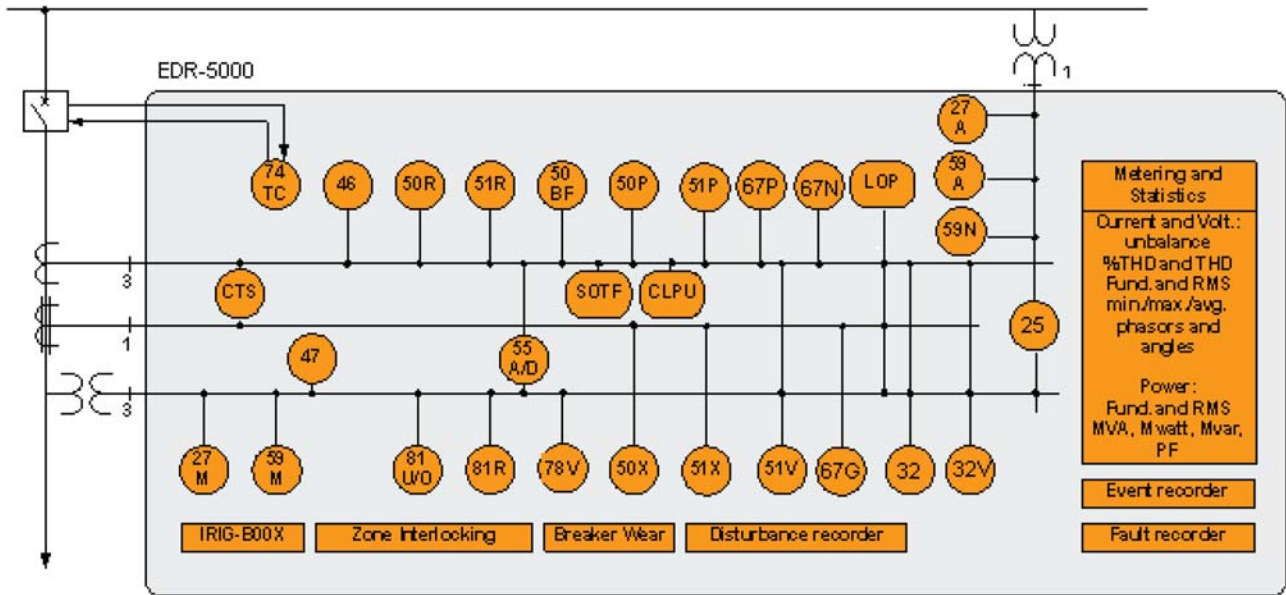 EDR-5000
1
27
A
74
TC
46
50R
51R
50
BF
50P
51P
67P
67N
LOP
59
A
59N
3
CTS
SOTF
CLPU
1
47
55
A/D
25
3
27
M
59
M
81
U/O
81R
78V
50X
51X
51V
67G
32
32V
IRIG-B00X
Zone Interlocking
Breaker Wear
Disturbance recorder
Metering and
Statistics
Current and Volt.:
unbalance
%THD and THD
Fund. and RMS
min./max./avg.
phasors and
angles
Power:
Fund. and RMS
MVA, Mwatt, Mvar,
PF
Event recorder
Fault recorder